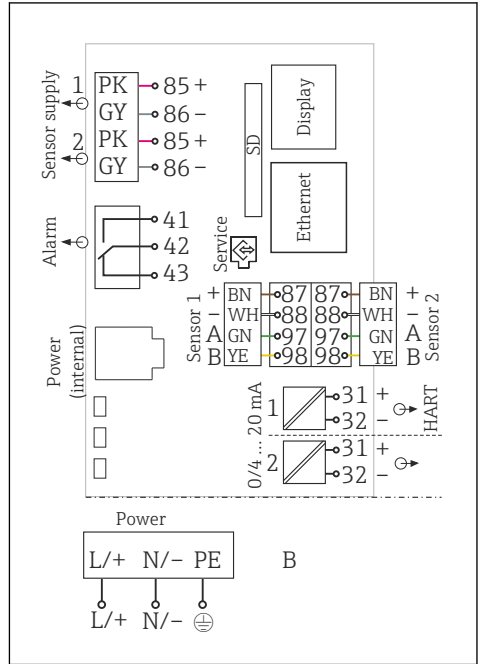 Sensor supply
1 PK 85 +
GY 86 −
2 PK 85 +
GY 86 −
Display
SD
Ethernet
Alarm
41
42
43
Service
Power
(internal)
Sensor 1
+ BN 87 87 BN +
− WH 88 88 WH −
A GN 97 97 GN A
B YE 98 98 YE B
Sensor 2
0/4 ... 20 mA
1 31 +
32 −
HART
2 31 +
32 −
Power
L/+ N/− PE
B
L/+ N/−